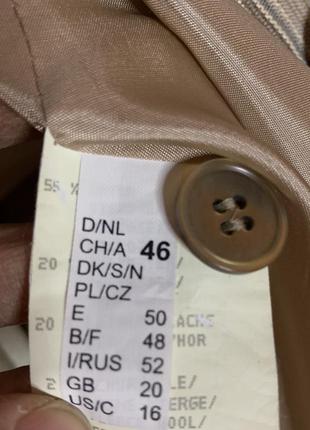 55 %
D/NL
CH/A 46
DK/S/N
PL/CZ
E 50
B/F 48
I/RUS 52
GB 20
US/C 16
20
20
2